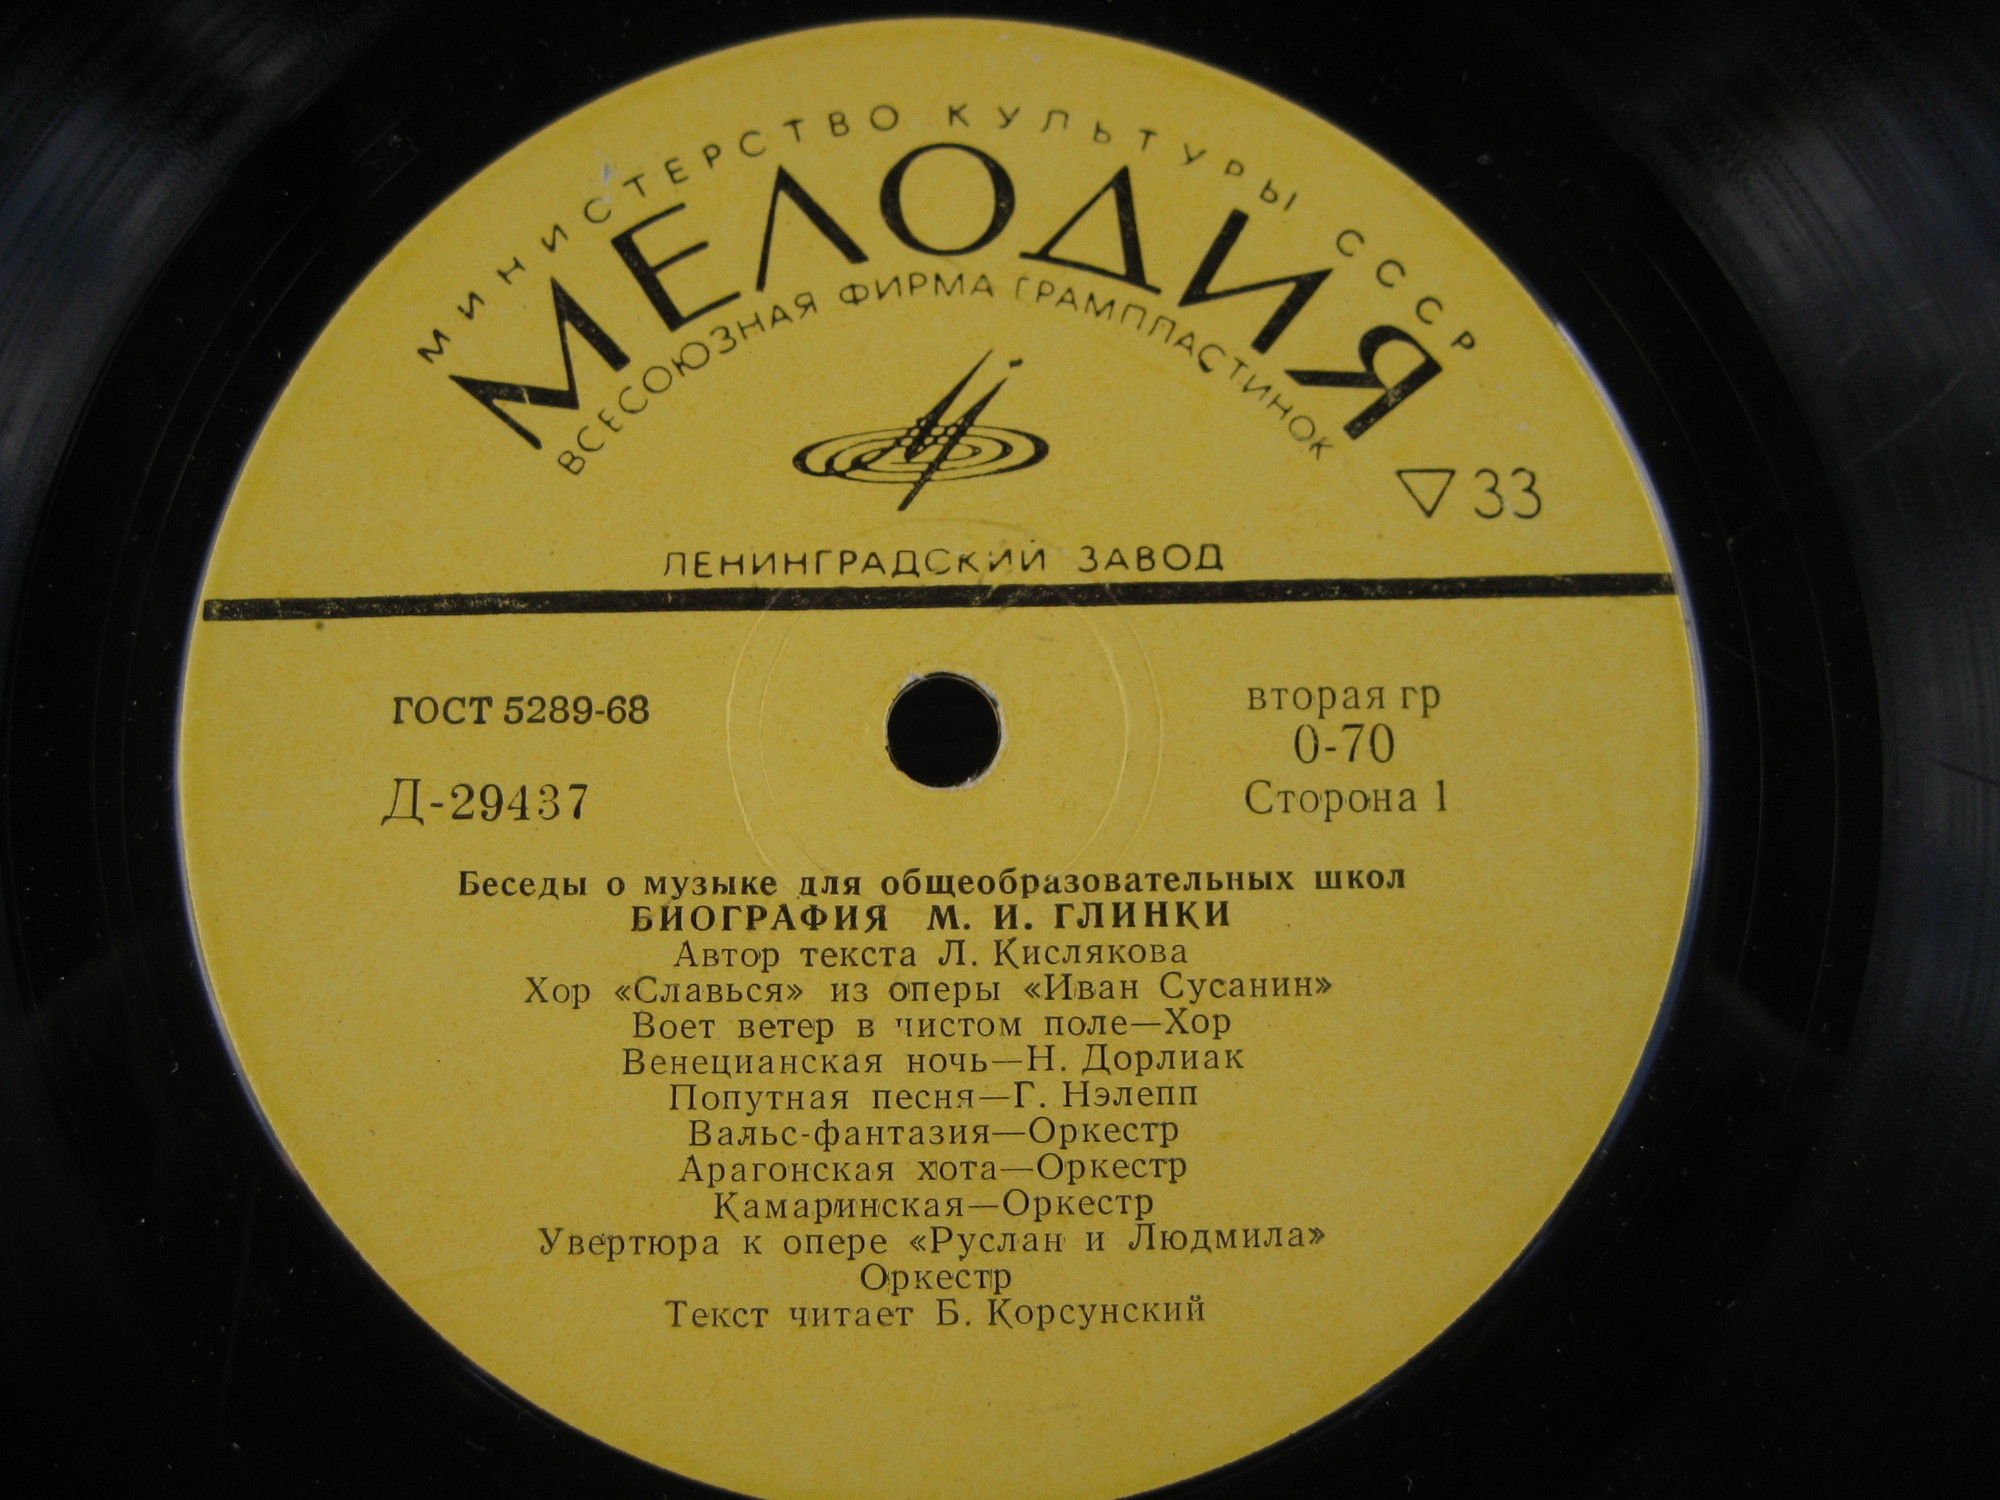 МИНИСТЕРСТВО КУЛЬТУРЫ СССР
МЕЛОДИЯ
ВСЕСОЮЗНАЯ ФИРМА ГРАМПЛАСТИНОК
33
ЛЕНИНГРАДСКИЙ ЗАВОД
ГОСТ 5289-68
вторая гр
0-70
Д-29437
Сторона 1
Беседы о музыке для общеобразовательных школ
БИОГРАФИЯ М. И. ГЛИНКИ
Автор текста Л. Кислякова
Хор «Славься» из оперы «Иван Сусанин»
Воет ветер в чистом поле—Хор
Венецианская ночь—Н. Дорлиак
Попутная песня—Г. Нэлепп
Вальс-фантазия—Оркестр
Арагонская хота—Оркестр
Камаринская—Оркестр
Увертюра к опере «Руслан и Людмила»
Оркестр
Текст читает Б. Корсунский